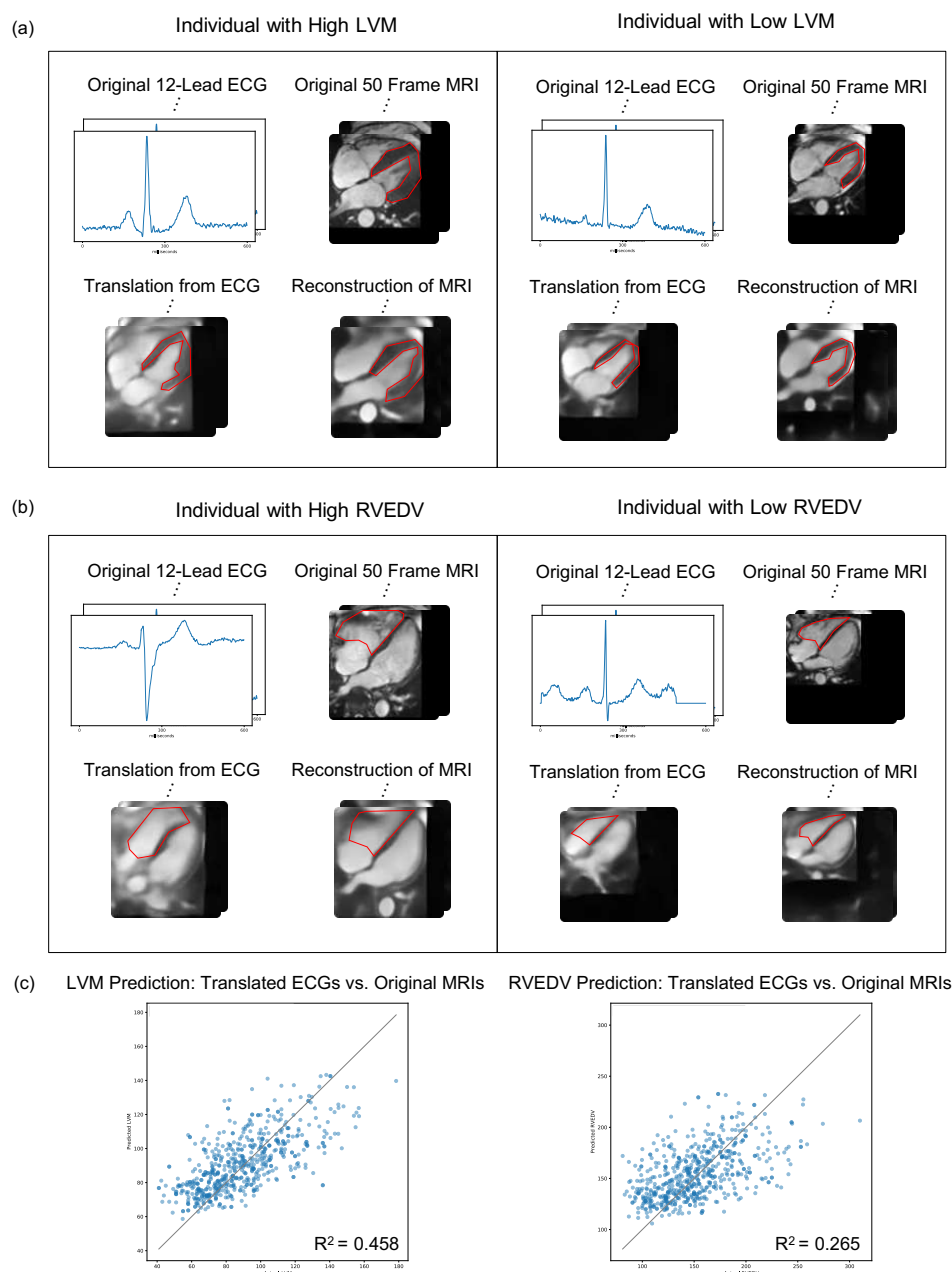 (a)
Individual with High LVM
Individual with Low LVM
Original 12-Lead ECG
Original 50 Frame MRI
Original 12-Lead ECG
Original 50 Frame MRI
0
300
600
0
300
600
Translation from ECG
Reconstruction of MRI
Translation from ECG
Reconstruction of MRI
(b)
Individual with High RVEDV
Individual with Low RVEDV
Original 12-Lead ECG
Original 50 Frame MRI
Original 12-Lead ECG
Original 50 Frame MRI
0
600
0
300
600
Translation from ECG
Reconstruction of MRI
Translation from ECG
Reconstruction of MRI
(c)
LVM Prediction: Translated ECGs vs. Original MRIs
RVEDV Prediction: Translated ECGs vs. Original MRIs
180
160
140
120
100
80
60
40
Predicted LVM
40
60
80
100
120
140
160
180
R² = 0.458
300
250
200
150
100
Predicted RVEDV
100
150
200
250
300
R² = 0.265